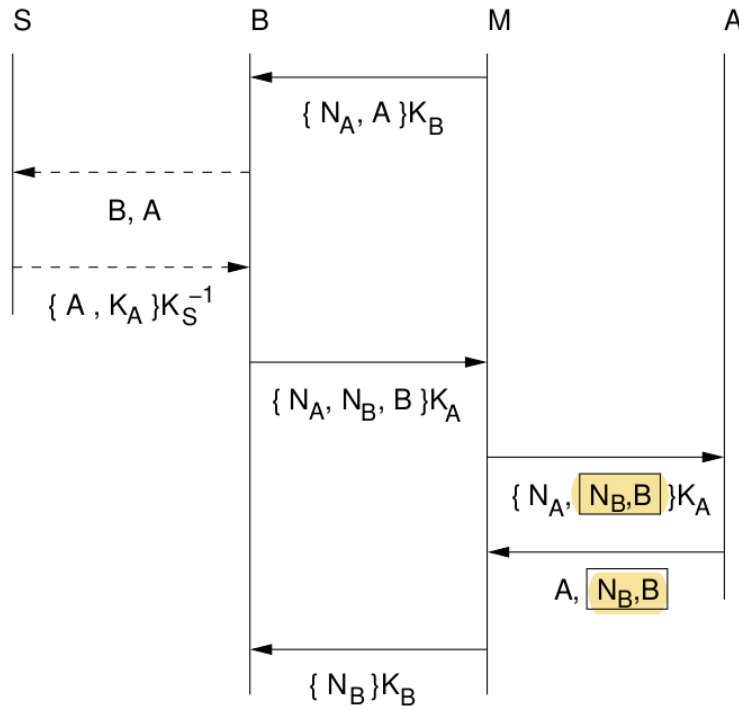 S B M A
{ N_A, A }K_B
B, A
{ A , K_A }K_S^{-1}
{ N_A, N_B, B }K_A
{ N_A, N_B,B }K_A
A, N_B,B
{ N_B }K_B